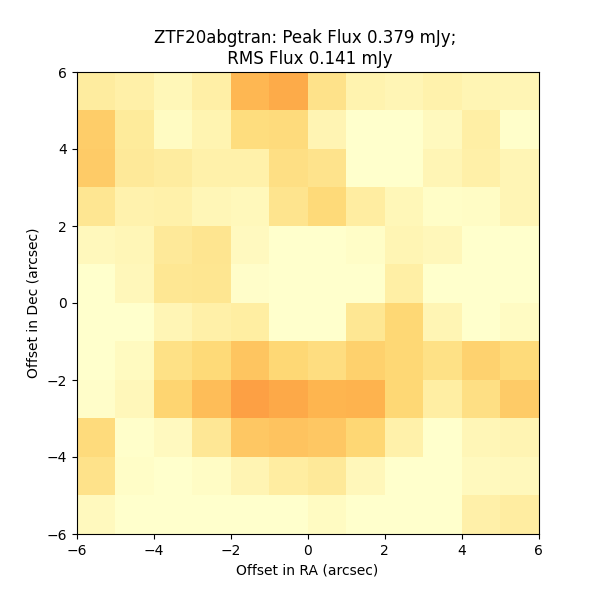 ZTF20abgtran: Peak Flux 0.379 mJy;
RMS Flux 0.141 mJy
6
4
2
0
−2
−4
−6
Offset in Dec (arcsec)
−6 −4 −2 0 2 4 6
Offset in RA (arcsec)